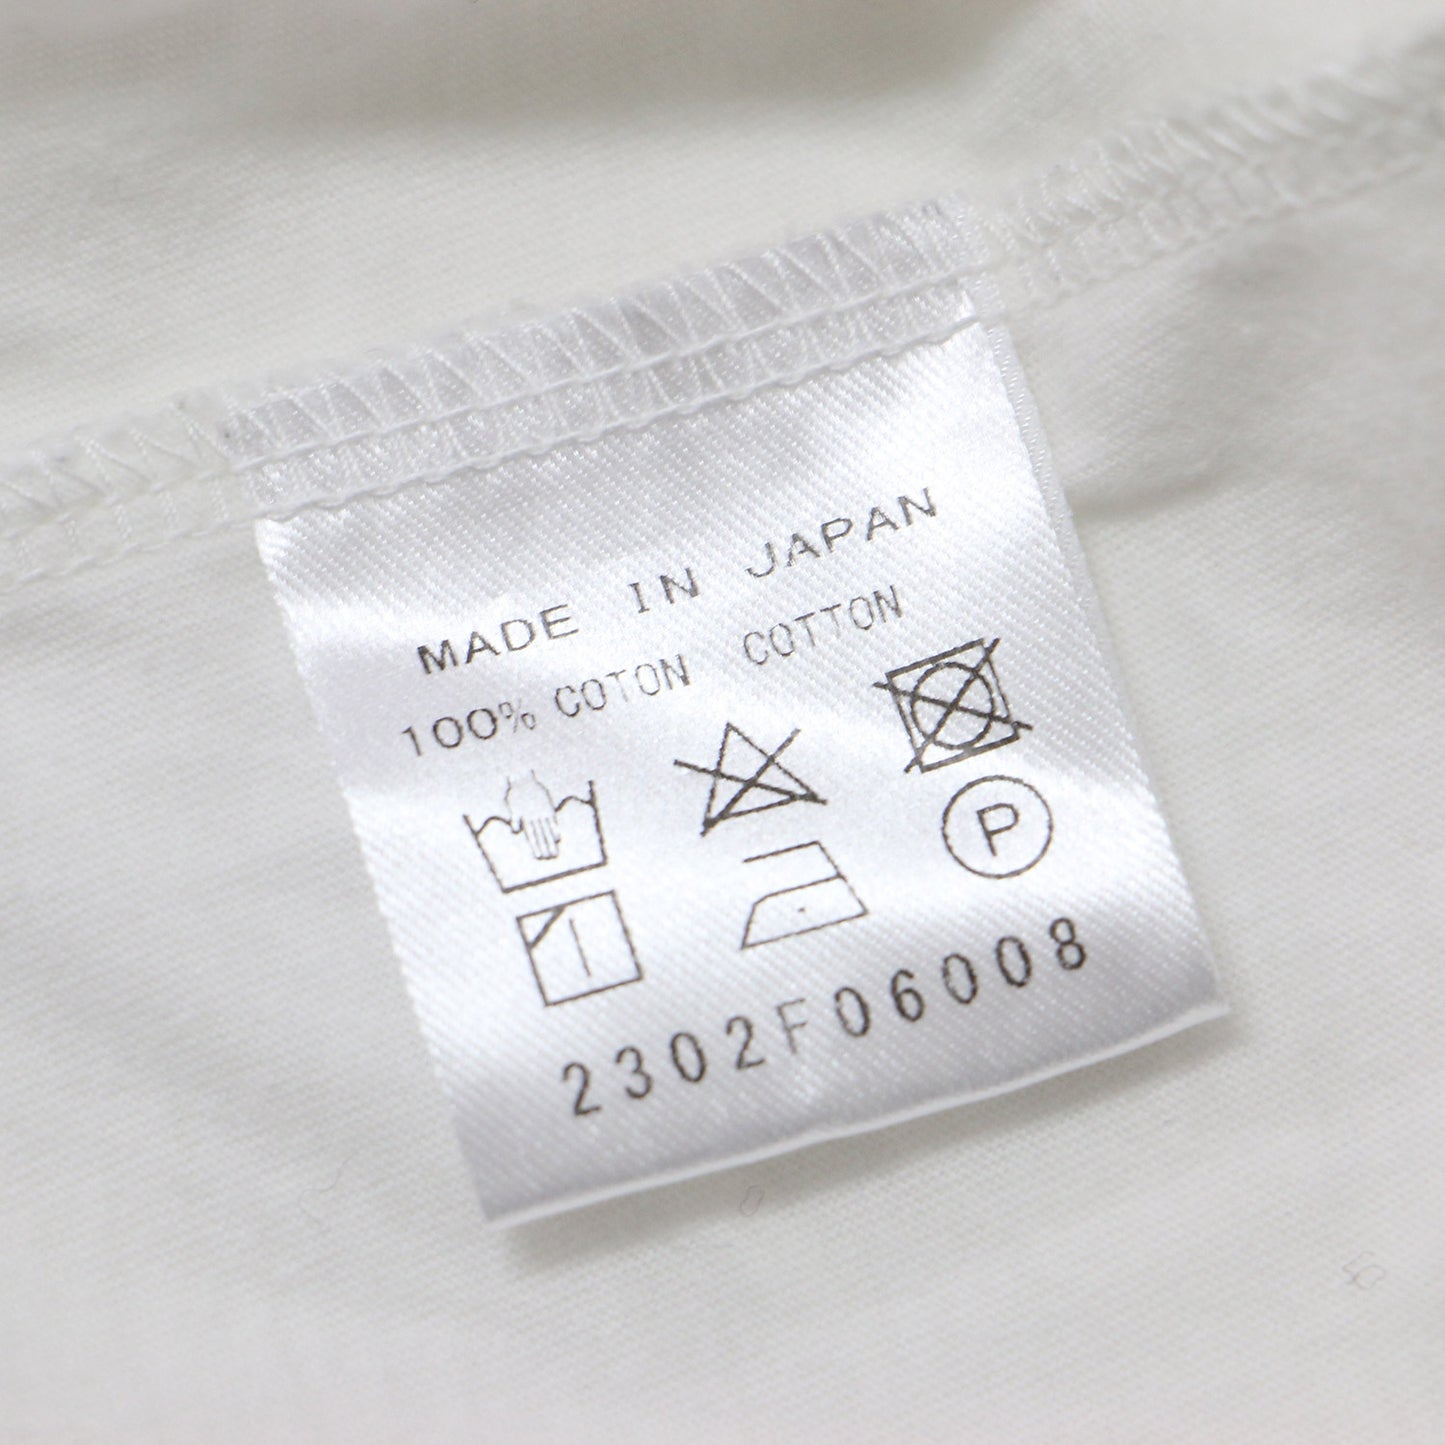 MADE IN JAPAN
100% COTON COTTON
P
2302F06008